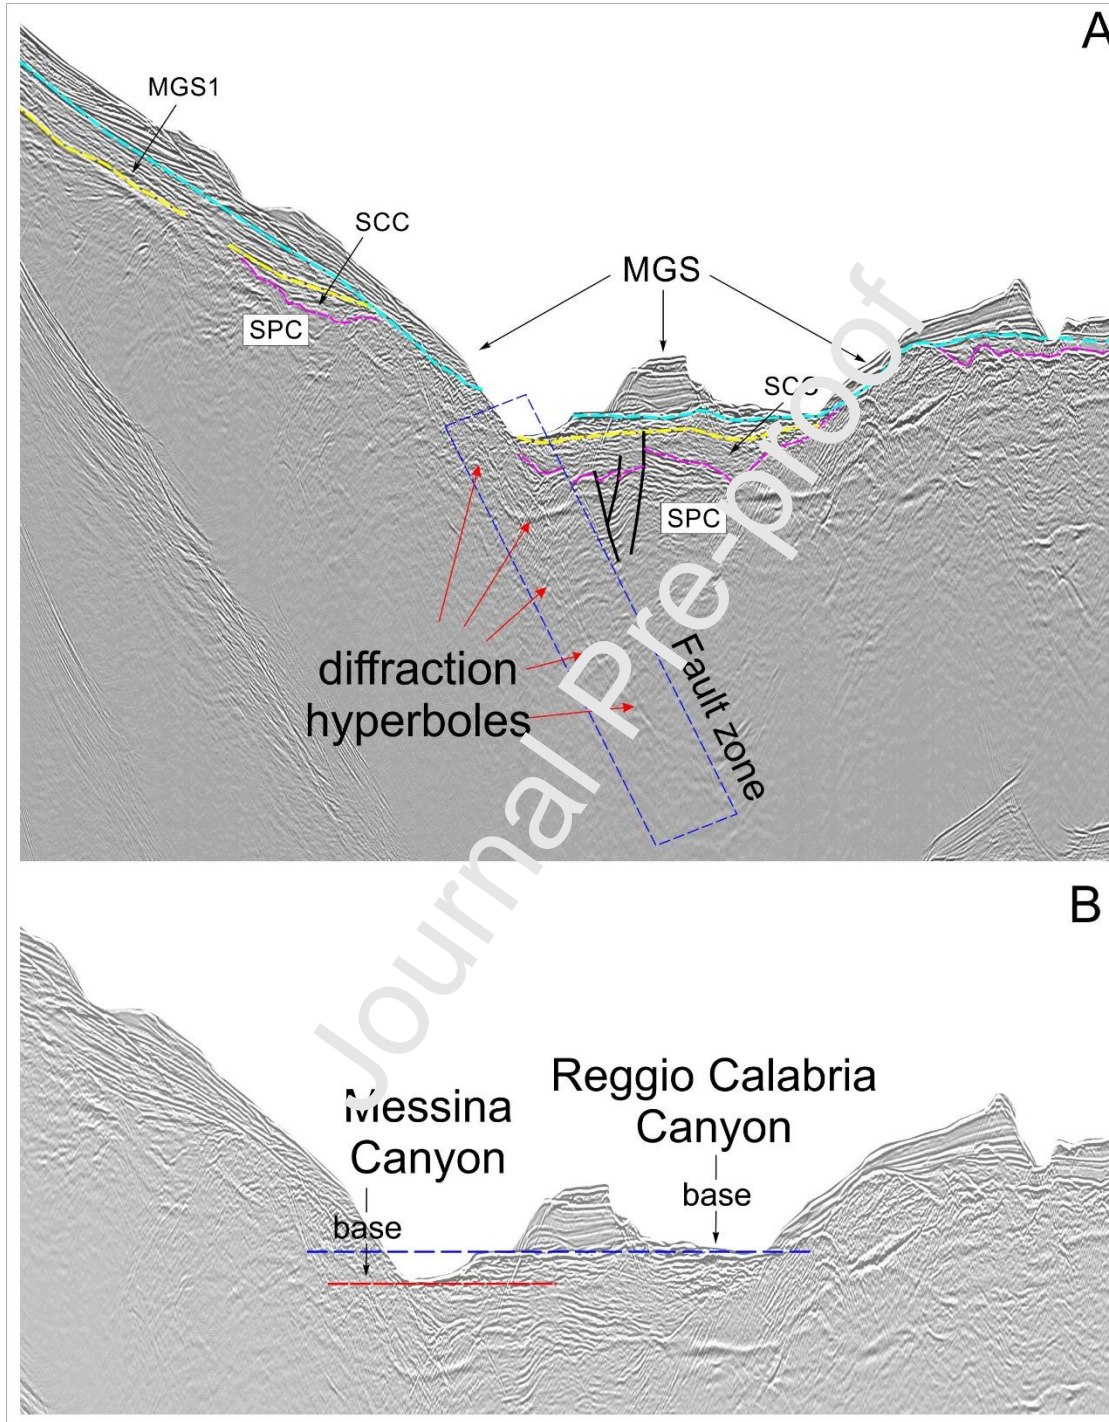 A
MGS1
SCC
MGS
SPC
SCC
SPC
diffraction
hyperboles
Fault zone
Journal Pre-proof
B
Reggio Calabria
Canyon
base
Messina
Canyon
base